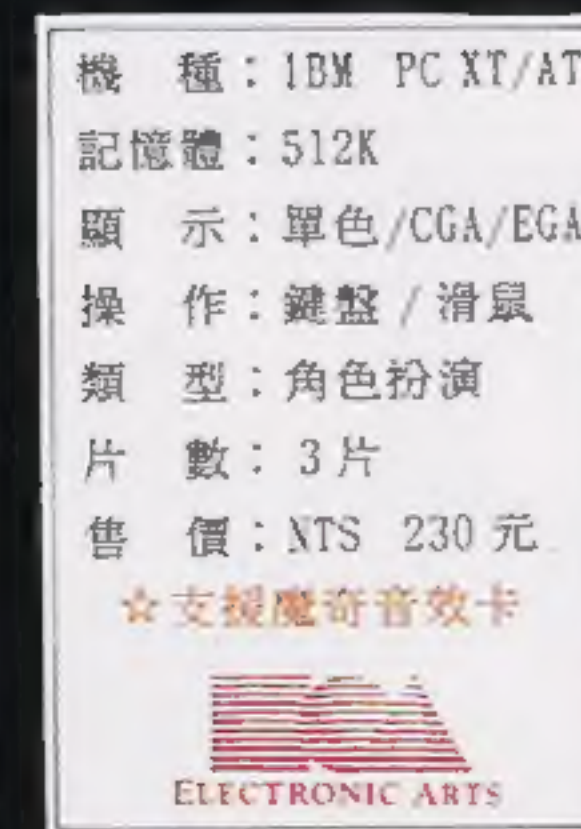 機　種：IBM PC XT/AT
記憶體：512K
顯　示：單色/CGA/EGA
操　作：鍵盤 / 滑鼠
類　型：角色扮演
片　數：3片
售　價：NTS 230 元
☆支援魔奇音效卡
ELECTRONIC ARTS